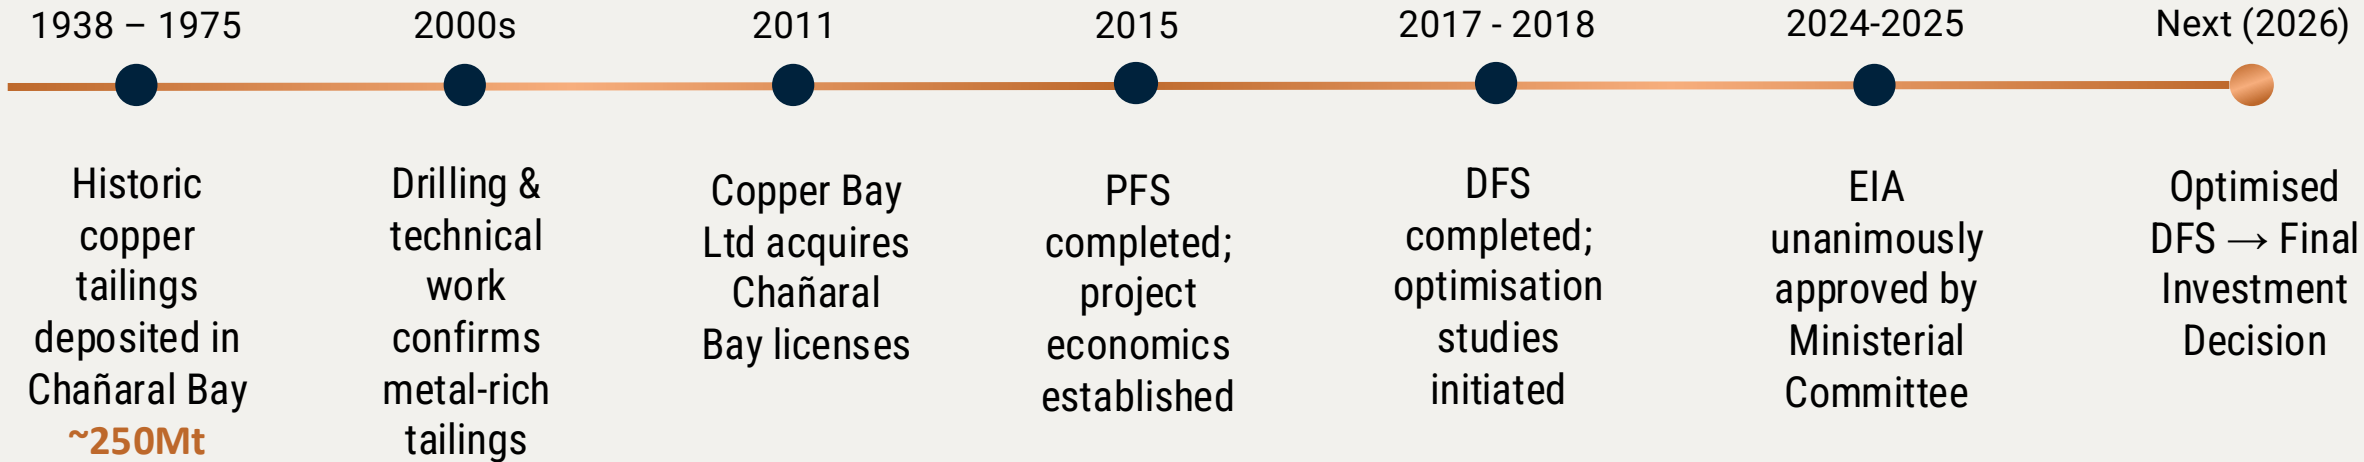 1938 – 1975
Historic
copper
tailings
deposited in
Chañaral Bay
~250Mt
2000s
Drilling &
technical
work
confirms
metal-rich
tailings
2011
Copper Bay
Ltd acquires
Chañaral
Bay licenses
2015
PFS
completed;
project
economics
established
2017 - 2018
DFS
completed;
optimisation
studies
initiated
2024-2025
EIA
unanimously
approved by
Ministerial
Committee
Next (2026)
Optimised
DFS → Final
Investment
Decision